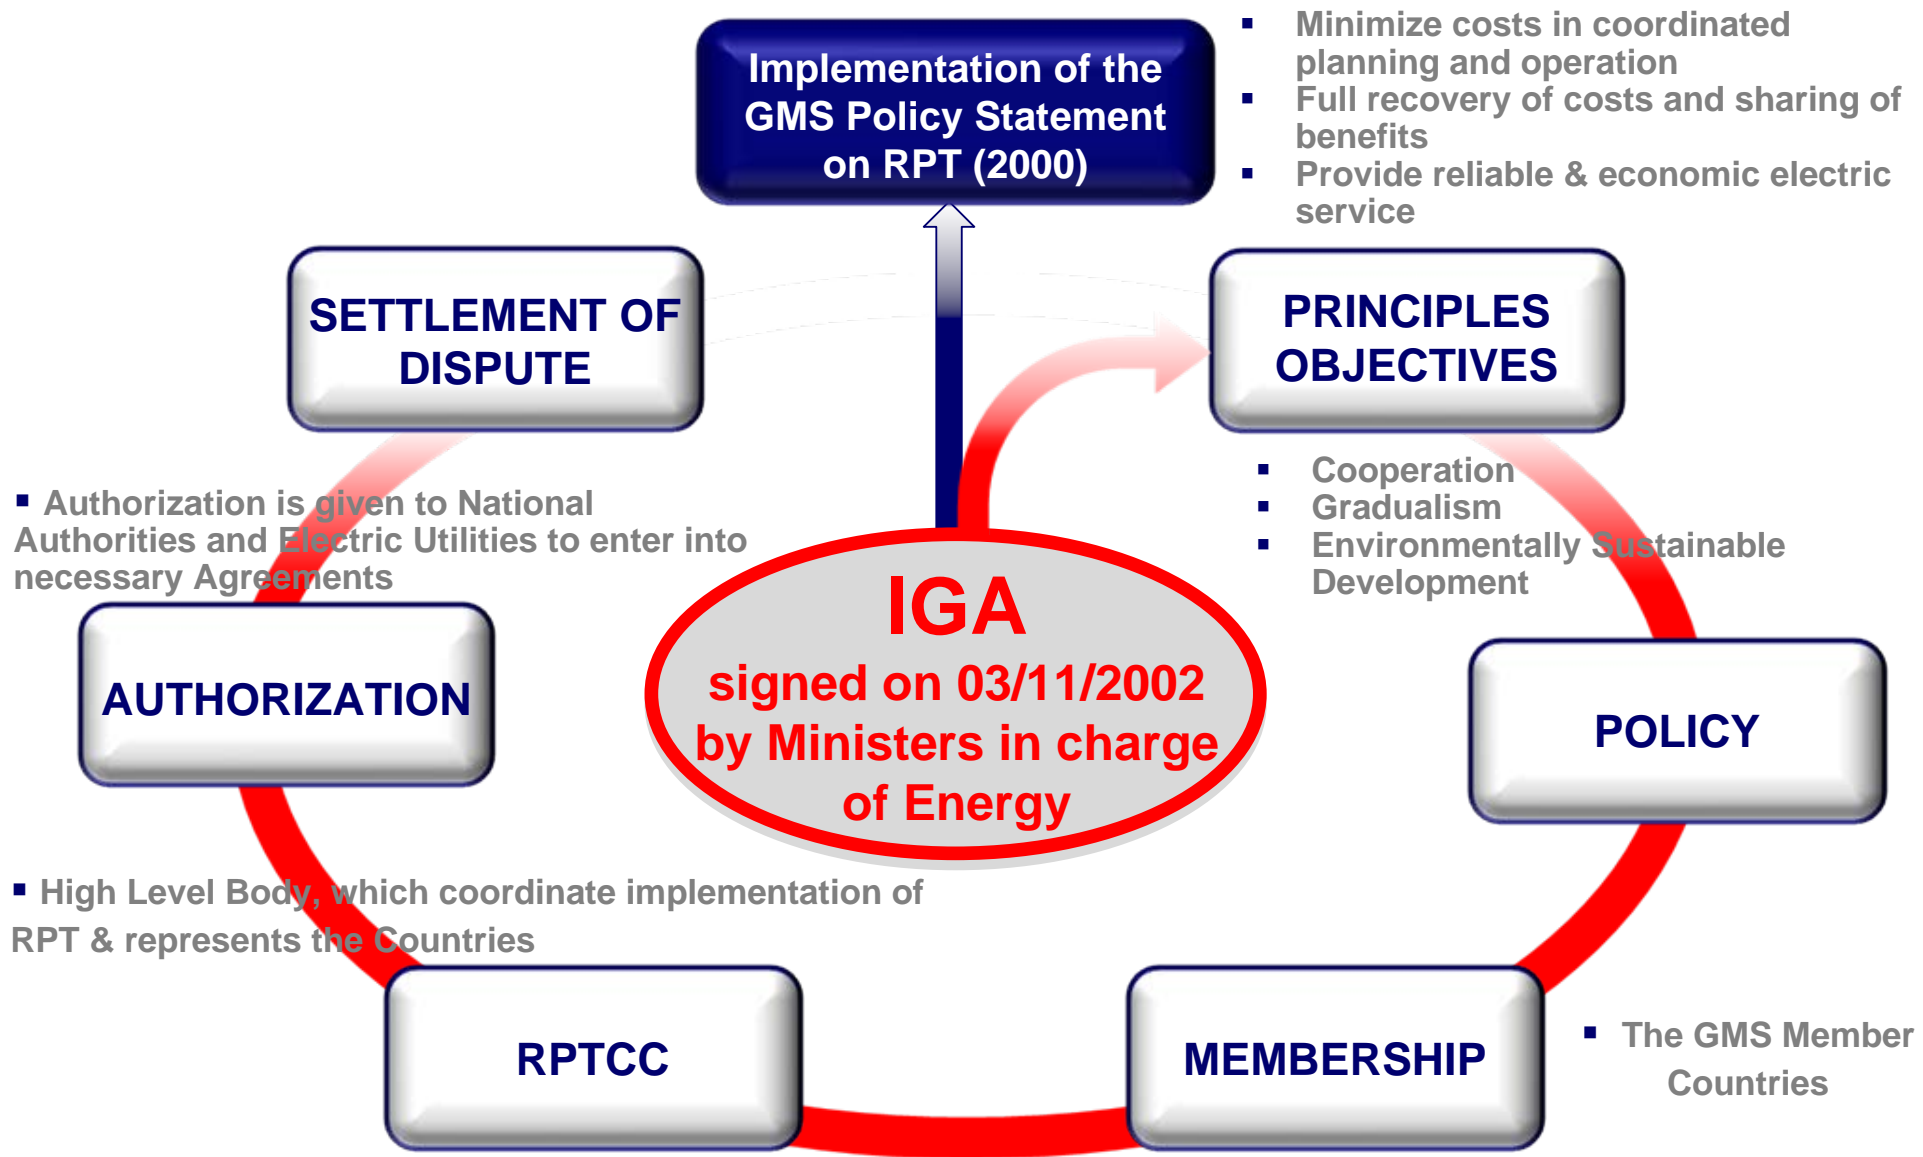 Implementation of the
GMS Policy Statement
on RPT (2000)
▪ Minimize costs in coordinated
planning and operation
▪ Full recovery of costs and sharing of
benefits
▪ Provide reliable & economic electric
service
SETTLEMENT OF
DISPUTE
PRINCIPLES
OBJECTIVES
▪ Cooperation
▪ Gradualism
▪ Environmentally Sustainable
Development
▪ Authorization is given to National
Authorities and Electric Utilities to enter into
necessary Agreements
IGA
signed on 03/11/2002
by Ministers in charge
of Energy
AUTHORIZATION
POLICY
▪ High Level Body, which coordinate implementation of
RPT & represents the Countries
RPTCC
MEMBERSHIP
▪ The GMS Member
Countries